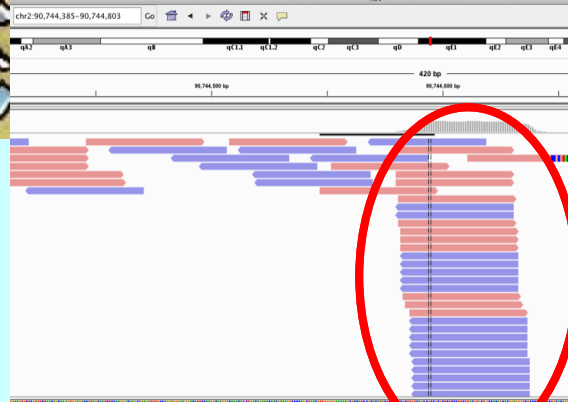 chr2:90,744,385-90,744,803 Go
qA2 qA3 qB qC1.1 qC1.2 qC2 qC3 qD qE1 qE2 qE3 qE4
420 bp
90,744,500 bp 90,744,600 bp